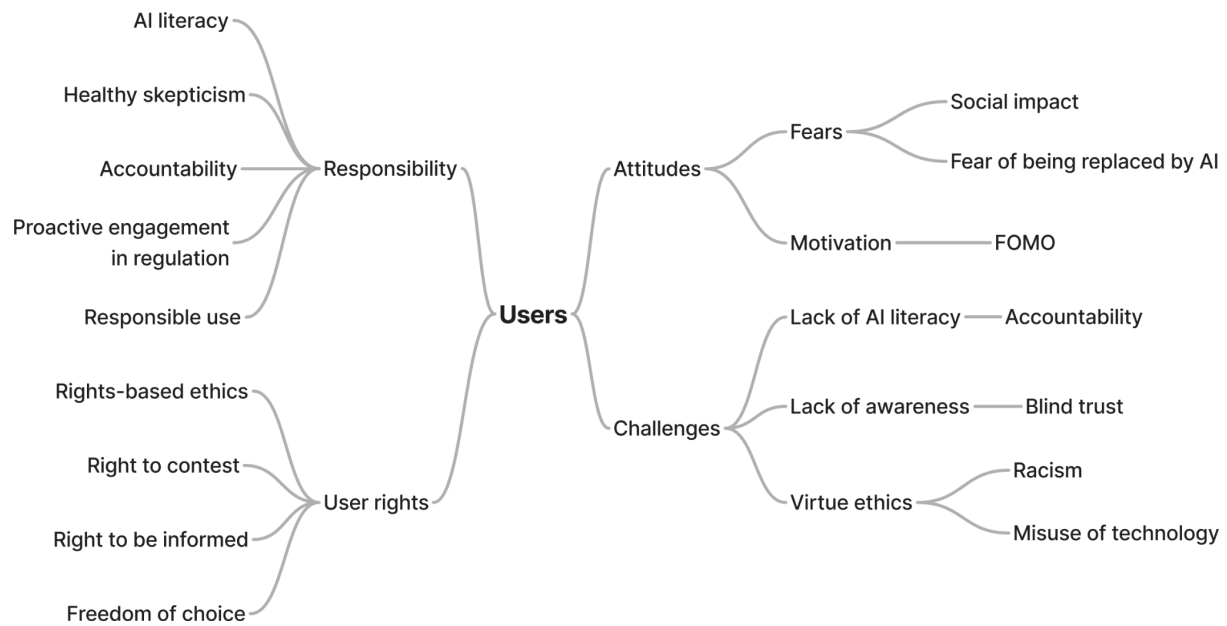 AI literacy
Healthy skepticism
Accountability
Proactive engagement
in regulation
Responsible use
Responsibility
Rights-based ethics
Right to contest
Right to be informed
Freedom of choice
User rights
Users
Attitudes
Fears
Social impact
Fear of being replaced by AI
Motivation
FOMO
Challenges
Lack of AI literacy
Accountability
Lack of awareness
Blind trust
Virtue ethics
Racism
Misuse of technology